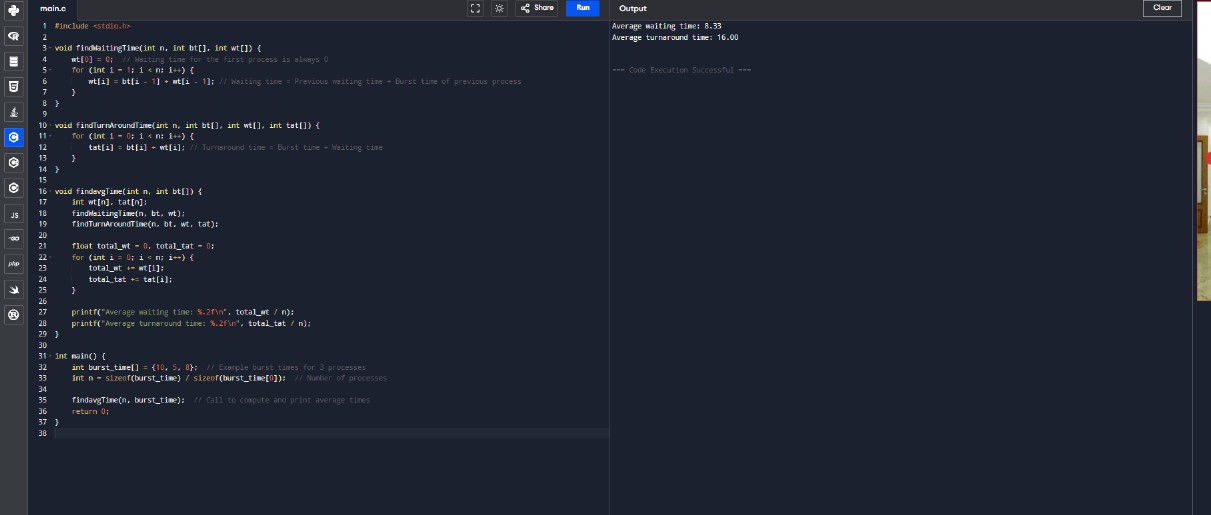 main.c
Share
Run
Output
Clear
1 #include <stdio.h>
2
3 void findWaitingTime(int n, int bt[], int wt[]) {
4 wt[0] = 0; // Waiting time for the first process is always 0
5 for (int i = 1; i < n; i++) {
6 wt[i] = bt[i - 1] + wt[i - 1]; // Waiting time = Previous waiting time + Burst time of previous process
7 }
8 }
9
10 void findTurnAroundTime(int n, int bt[], int wt[], int tat[]) {
11 for (int i = 0; i < n; i++) {
12 tat[i] = bt[i] + wt[i]; // Turnaround time = Burst time + Waiting time
13 }
14 }
15
16 void findavgTime(int n, int bt[]) {
17 int wt[n], tat[n];
18 findWaitingTime(n, bt, wt);
19 findTurnAroundTime(n, bt, wt, tat);
20
21 float total_wt = 0, total_tat = 0;
22 for (int i = 0; i < n; i++) {
23 total_wt += wt[i];
24 total_tat += tat[i];
25 }
26
27 printf("Average waiting time: %.2f\n", total_wt / n);
28 printf("Average turnaround time: %.2f\n", total_tat / n);
29 }
30
31 int main() {
32 int burst_time[] = {10, 5, 8}; // Example burst times for 3 processes
33 int n = sizeof(burst_time) / sizeof(burst_time[0]); // Number of processes
34
35 findavgTime(n, burst_time); // Call to compute and print average times
36 return 0;
37 }
38
Average waiting time: 8.33
Average turnaround time: 16.00
=== Code Execution Successful ===
JS
GO
php